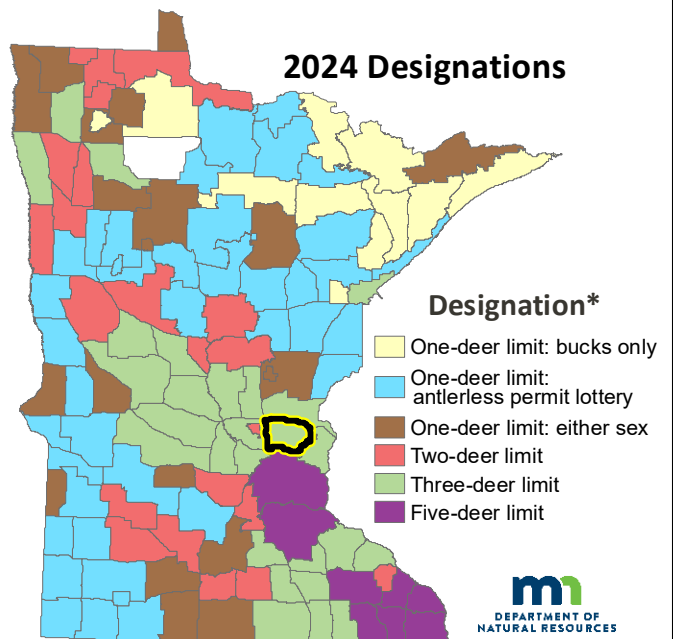 2024 Designations
Designation*
One-deer limit: bucks only
One-deer limit:
antlerless permit lottery
One-deer limit: either sex
Two-deer limit
Three-deer limit
Five-deer limit
mn
DEPARTMENT OF
NATURAL RESOURCES